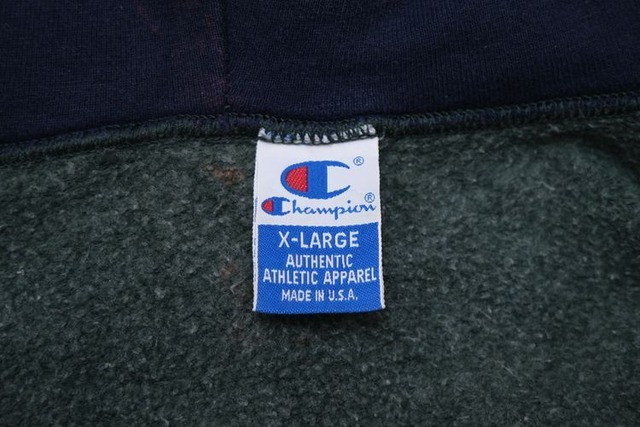 ®
Champion®
X-LARGE
AUTHENTIC
ATHLETIC APPAREL
MADE IN U.S.A.